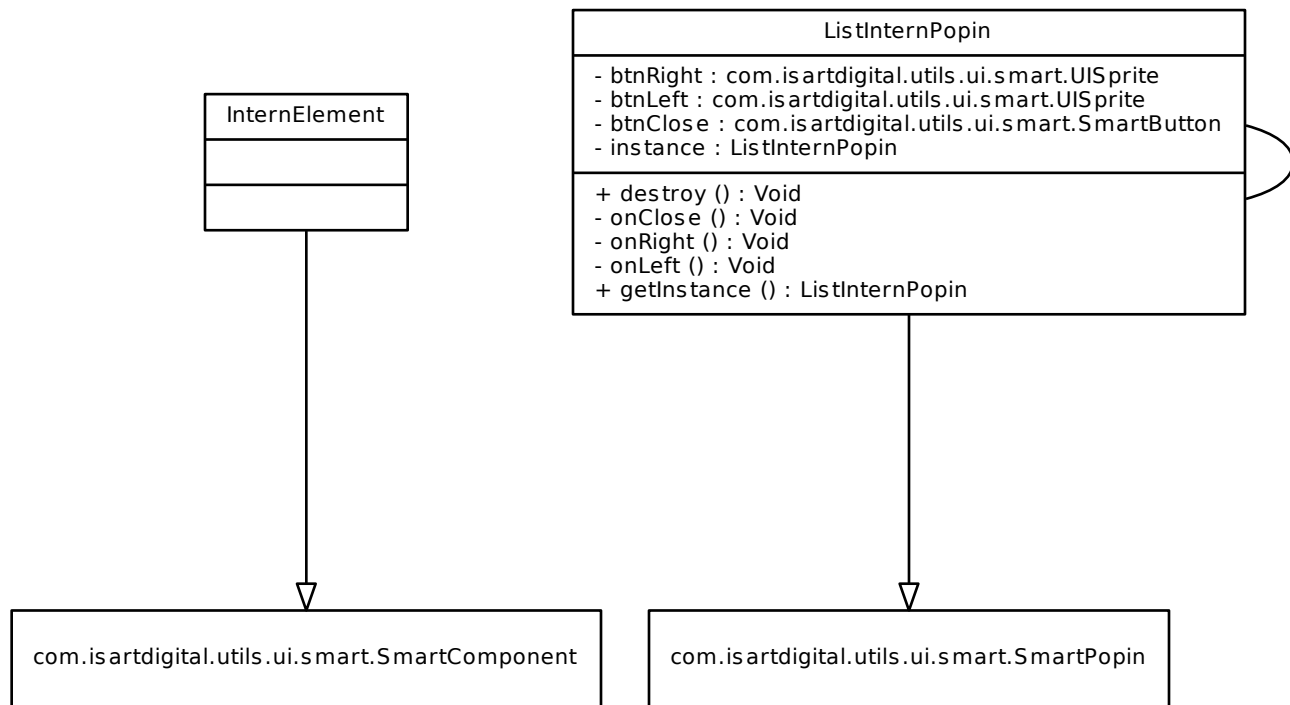 ListInternPopin
- btnRight : com.isartdigital.utils.ui.smart.UISprite
- btnLeft : com.isartdigital.utils.ui.smart.UISprite
- btnClose : com.isartdigital.utils.ui.smart.SmartButton
- instance : ListInternPopin
+ destroy () : Void
- onClose () : Void
- onRight () : Void
- onLeft () : Void
+ getInstance () : ListInternPopin
InternElement
com.isartdigital.utils.ui.smart.SmartComponent
com.isartdigital.utils.ui.smart.SmartPopin